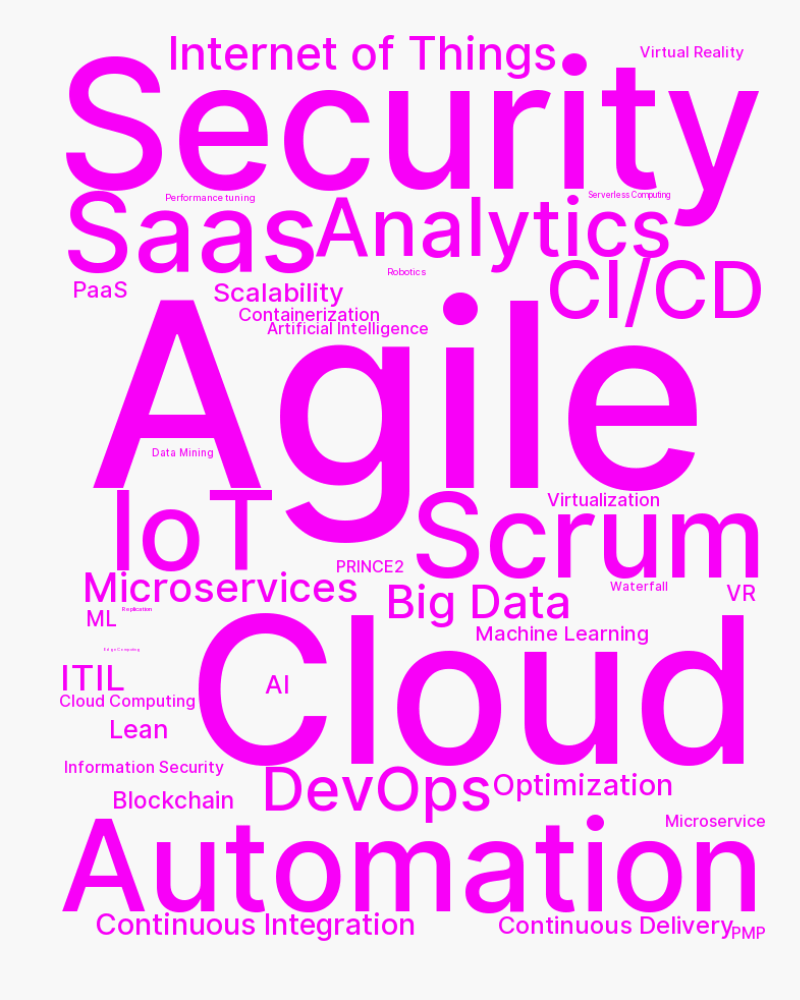 Internet of Things
Virtual Reality
Security
Performance tuning
Serverless Computing
Saas
Analytics
Robotics
CI/CD
PaaS
Scalability
Containerization
Artificial Intelligence
Agile
Data Mining
IoT
Scrum
Virtualization
PRINCE2
Microservices
Big Data
Waterfall
VR
ML
Replication
Machine Learning
Edge Computing
Cloud
ITIL
AI
Cloud Computing
Lean
Information Security
DevOps
Optimization
Blockchain
Microservice
Automation
Continuous Integration
Continuous Delivery
PMP